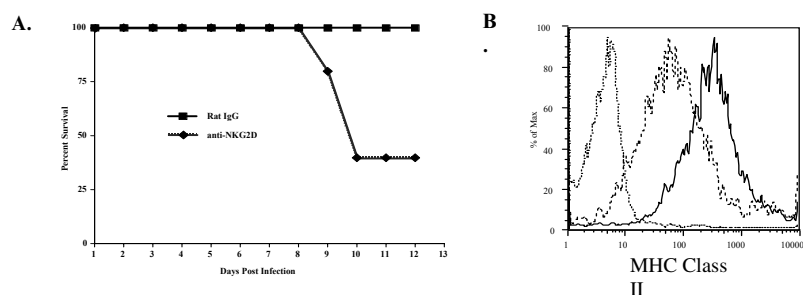 A.
100
75
50
25
0
Percent Survival
Rat IgG
anti-NKG2D
1 2 3 4 5 6 7 8 9 10 11 12 13
Days Post Infection
B
.
100
80
60
40
20
0
% of Max
1 10 100 1000 10000
MHC Class
II